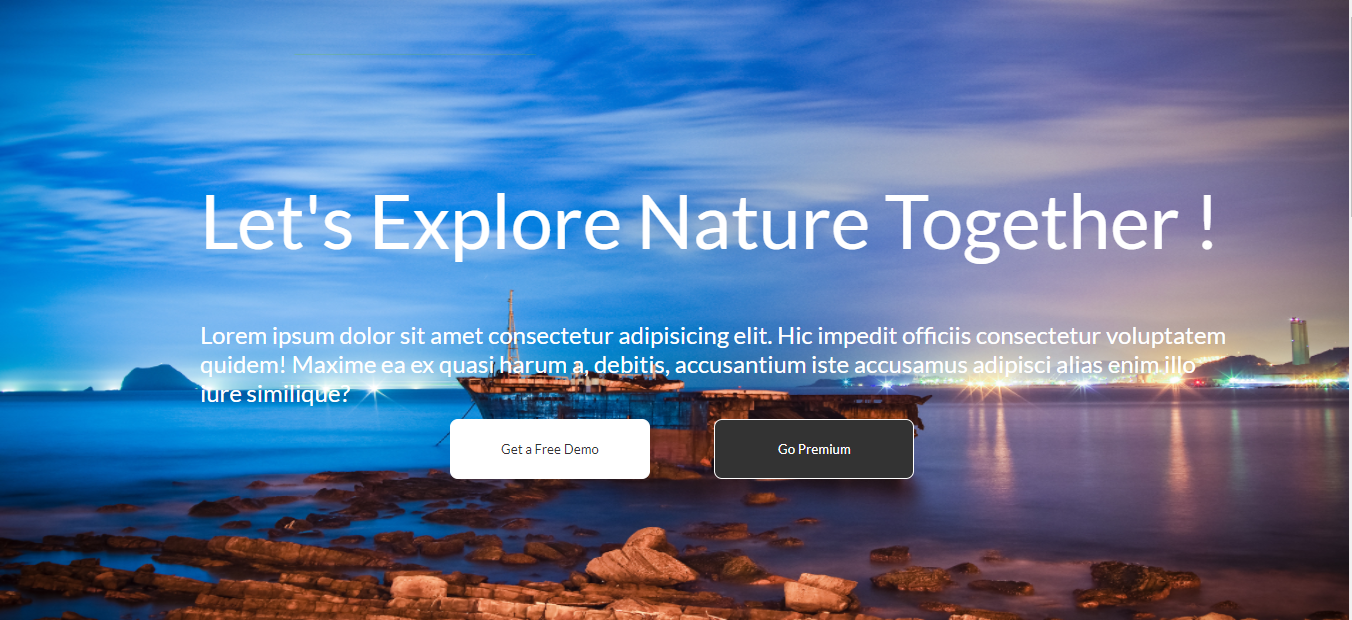 Let's Explore Nature Together !
Lorem ipsum dolor sit amet consectetur adipisicing elit. Hic impedit officiis consectetur voluptatem
quidem! Maxime ea ex quasi harum a, debitis, accusantium iste accusamus adipisci alias enim illo
iure similique?
Get a Free Demo
Go Premium